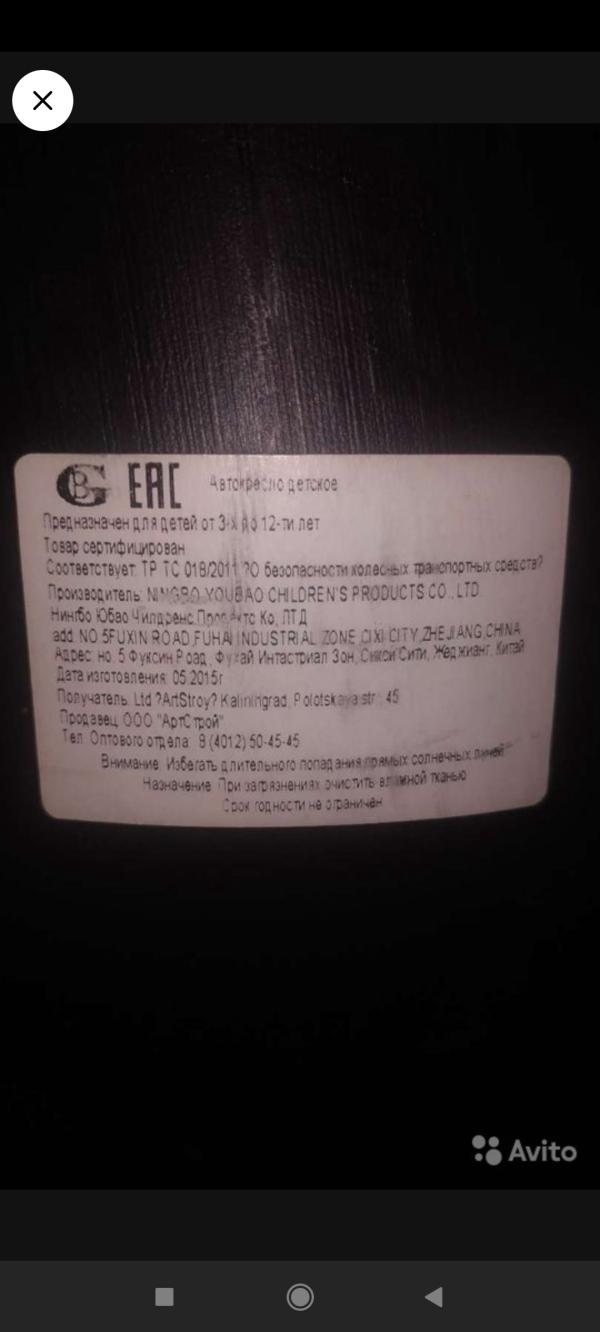 BG EAC Автокресло детское
Предназначен для детей от 3-х до 12-ти лет
Товар сертифицирован
Соответствует: ТР ТС 018/2011 ?О безопасности колесных транспортных средств?
Производитель: NINGBO YOUBAO CHILDREN'S PRODUCTS CO., LTD.
Нингбо Юбао Чилдренс Ко, ЛТД
add: NO.5FUXIN ROAD,FUHAI INDUSTRIAL ZONE,CIXI CITY,ZHEJIANG,CHINA
Адрес: но. 5 Фуксин Роад, Фухай Интастриал Зон, Сикси Сити, Жеджианг, Китай
Дата изготовления: 05.2015г
Получатель: Ltd ?ArtStroy? Kaliningrad, Polotskaya str., 45
Продавец: ООО "АртСтрой"
Тел. Оптового отдела: 8 (4012) 50-45-45
Внимание: Избегать длительного попадания прямых солнечных линей
Назначение: При загрязнениях очистить влажной тканью
Срок годности не ограничен
Avito